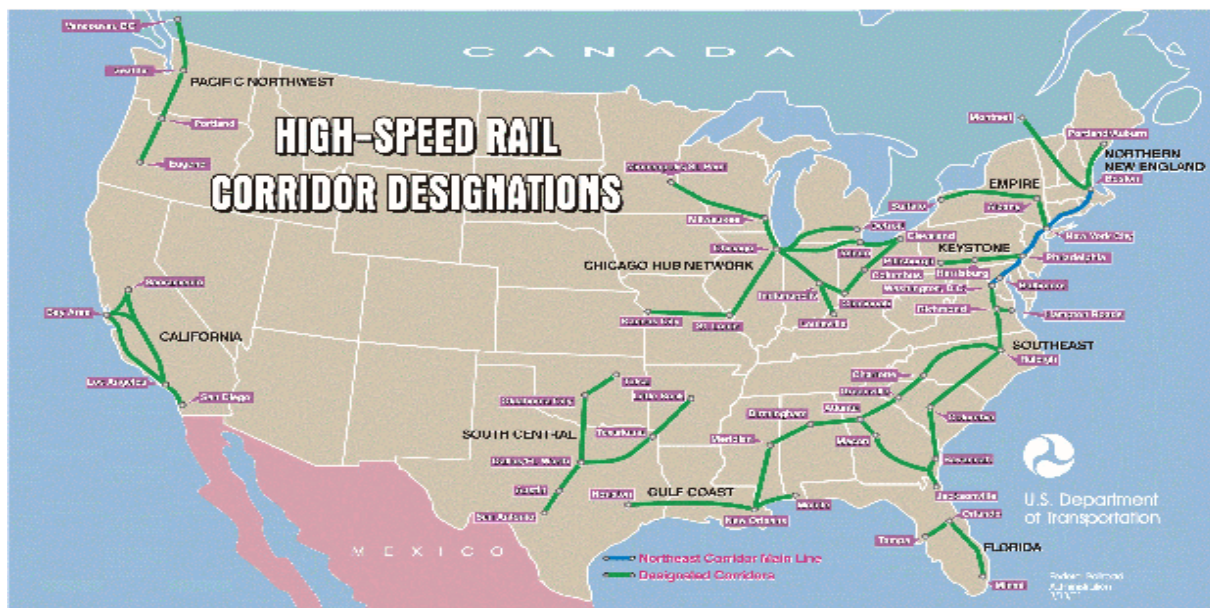 Vancouver, BC
CANADA
Seattle
PACIFIC NORTHWEST
Portland
Eugene
HIGH-SPEED RAIL
CORRIDOR DESIGNATIONS
Montreal
Portland/Auburn
NORTHERN
NEW ENGLAND
Boston
EMPIRE
Buffalo
Albany
New York City
Milwaukee
Detroit
Cleveland
Chicago
CHICAGO HUB NETWORK
KEYSTONE
Pittsburgh
Harrisburg
Philadelphia
Columbus
Washington, D.C.
Baltimore
Indianapolis
Cincinnati
Richmond
Hampton Roads
Kansas City
St. Louis
Louisville
Sacramento
Bay Area
CALIFORNIA
Los Angeles
San Diego
SOUTHEAST
Raleigh
Charlotte
Greenville
Tulsa
Oklahoma City
Little Rock
Birmingham
Atlanta
Columbia
SOUTH CENTRAL
Texarkana
Meridian
Macon
Dallas/Ft. Worth
Savannah
Austin
Houston
GULF COAST
Mobile
Jacksonville
San Antonio
New Orleans
Orlando
Tampa
FLORIDA
Miami
MEXICO
U.S. Department
of Transportation
Northeast Corridor Main Line
Designated Corridors
Federal Railroad
Administration